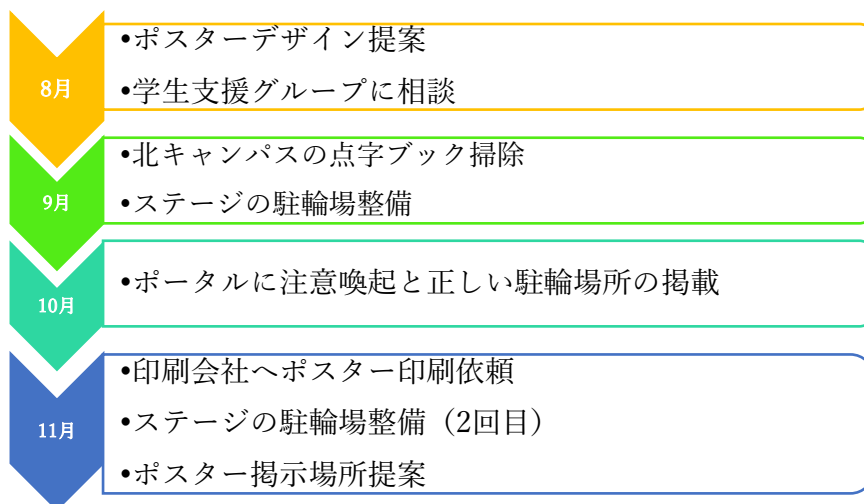 8月
•ポスターデザイン提案
•学生支援グループに相談
9月
•北キャンパスの点字ブック掃除
•ステージの駐輪場整備
10月
•ポータルに注意喚起と正しい駐輪場所の掲載
11月
•印刷会社へポスター印刷依頼
•ステージの駐輪場整備（2回目）
•ポスター掲示場所提案